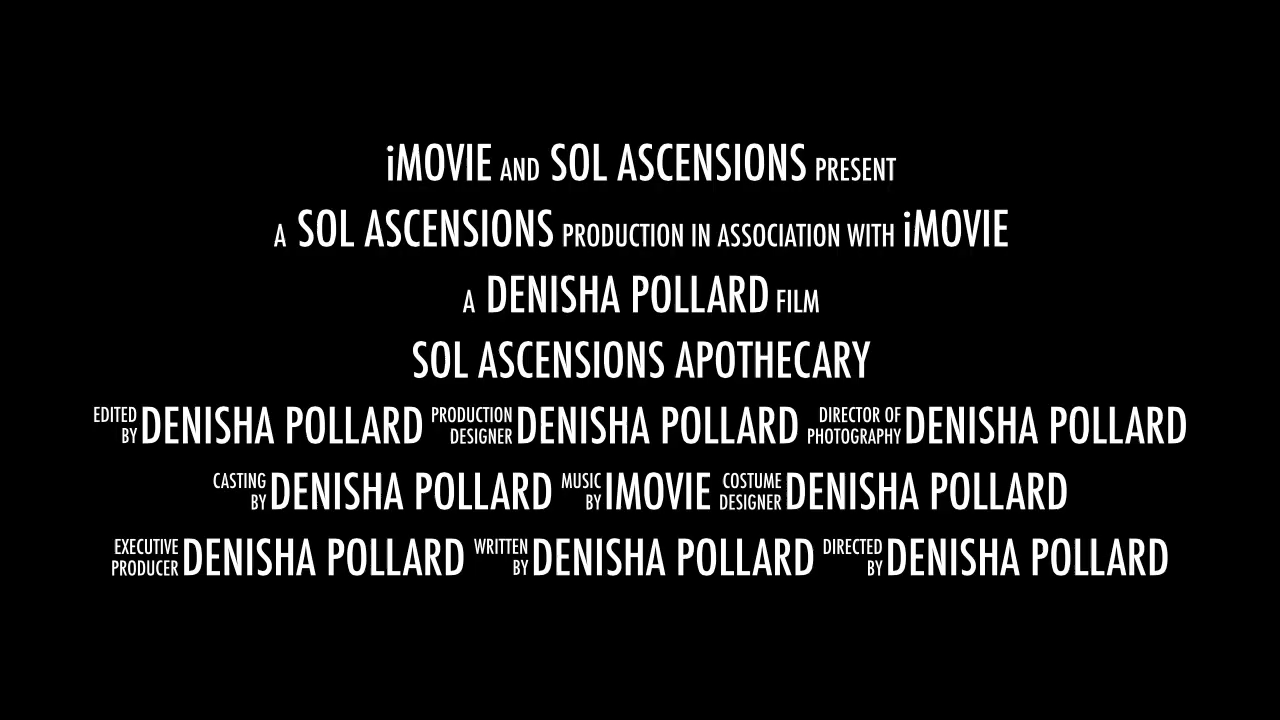 iMOVIE AND SOL ASCENSIONS PRESENT
A SOL ASCENSIONS PRODUCTION IN ASSOCIATION WITH iMOVIE
A DENISHA POLLARD FILM
SOL ASCENSIONS APOTHECARY
EDITED BY DENISHA POLLARD PRODUCTION DESIGNER DENISHA POLLARD DIRECTOR OF PHOTOGRAPHY DENISHA POLLARD
CASTING BY DENISHA POLLARD MUSIC BY IMOVIE COSTUME DESIGNER DENISHA POLLARD
EXECUTIVE PRODUCER DENISHA POLLARD WRITTEN BY DENISHA POLLARD DIRECTED BY DENISHA POLLARD